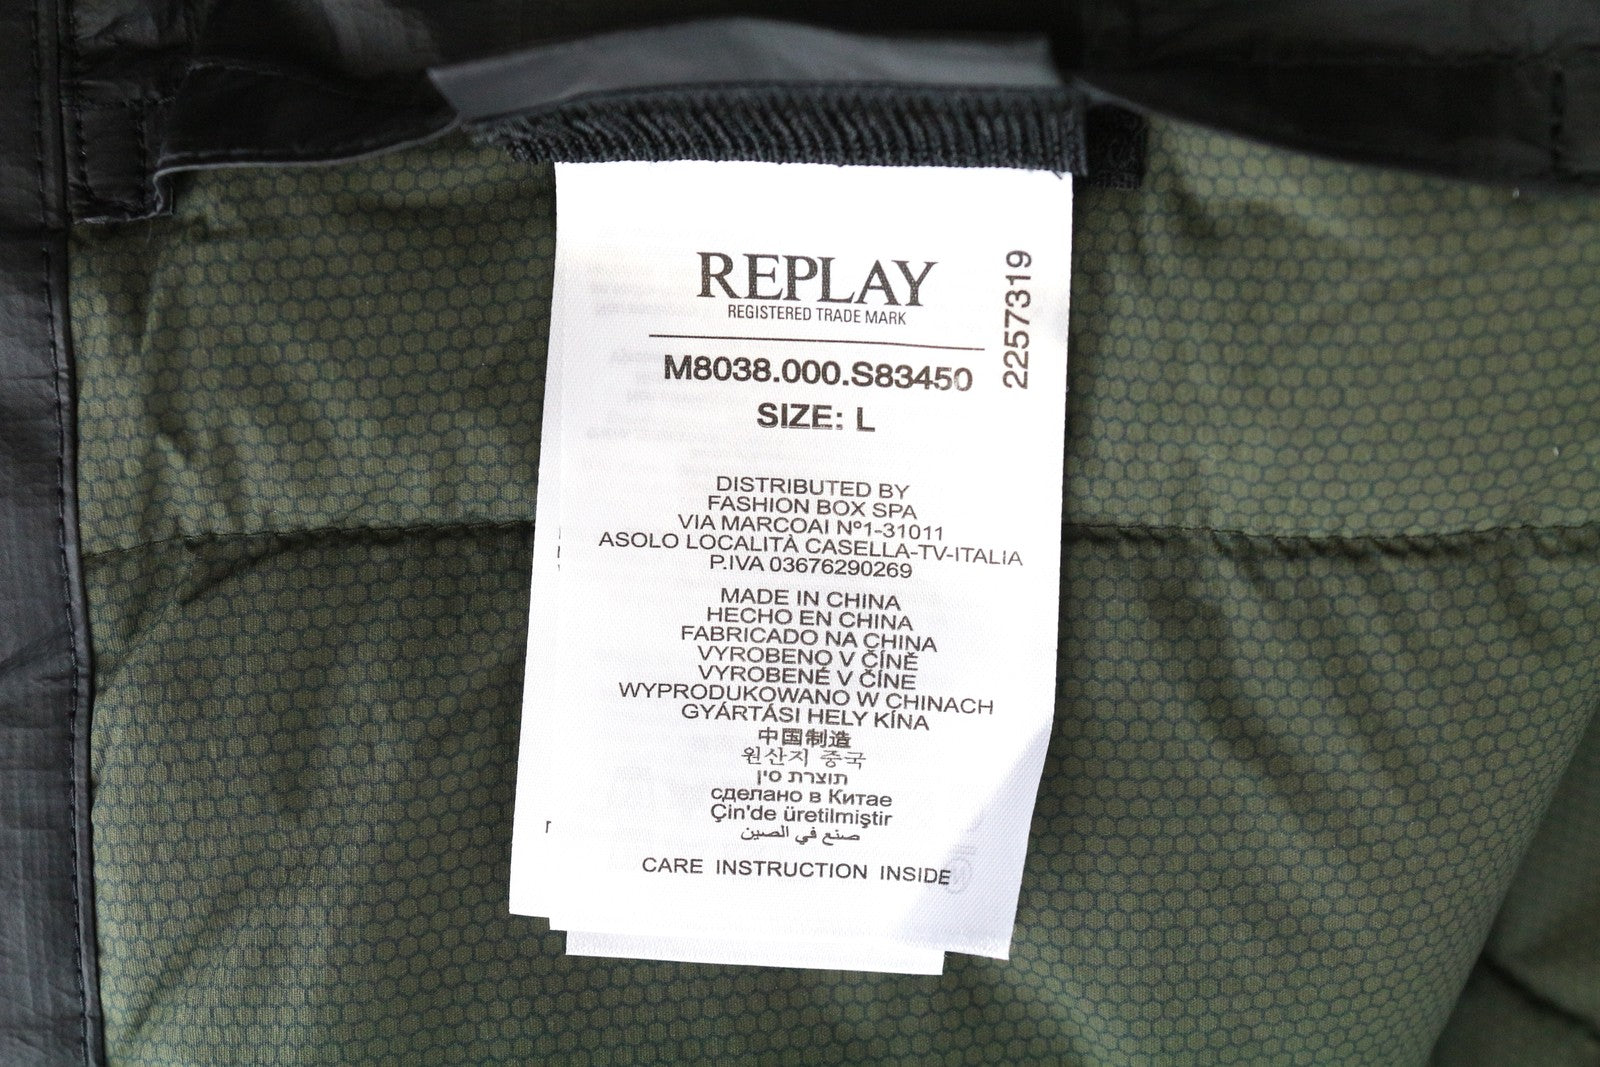 REPLAY
REGISTERED TRADE MARK
2257319
M8038.000.S83450
SIZE: L
DISTRIBUTED BY
FASHION BOX SPA
VIA MARCOAI Nº1-31011
ASOLO LOCALITÀ CASELLA-TV-ITALIA
P.IVA 03676290269
MADE IN CHINA
HECHO EN CHINA
FABRICADO NA CHINA
VYROBENO V ČÍNĚ
VYROBENÉ V ČÍNE
WYPRODUKOWANO W CHINACH
GYÁRTÁSI HELY KÍNA
中国制造
원산지 중국
תוצרת סין
сделано в Китае
Çin'de üretilmiştir
صنع في الصين
CARE INSTRUCTION INSIDE